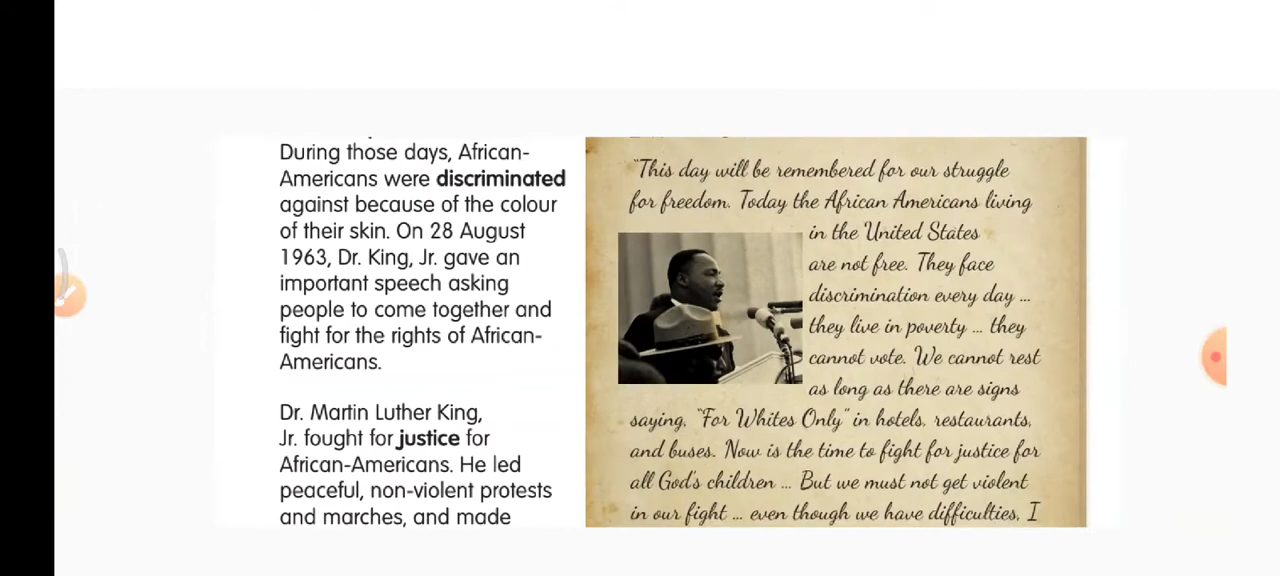 During those days, African-
Americans were discriminated
against because of the colour
of their skin. On 28 August
1963, Dr. King, Jr. gave an
important speech asking
people to come together and
fight for the rights of African-
Americans.
Dr. Martin Luther King,
Jr. fought for justice for
African-Americans. He led
peaceful, non-violent protests
and marches, and made
"This day will be remembered for our struggle
for freedom. Today the African Americans living
in the United States
are not free. They face
discrimination every day ...
they live in poverty ... they
cannot vote. We cannot rest
as long as there are signs
saying, "For Whites Only" in hotels, restaurants,
and buses. Now is the time to fight for justice for
all God's children ... But we must not get violent
in our fight ... even though we have difficulties, I